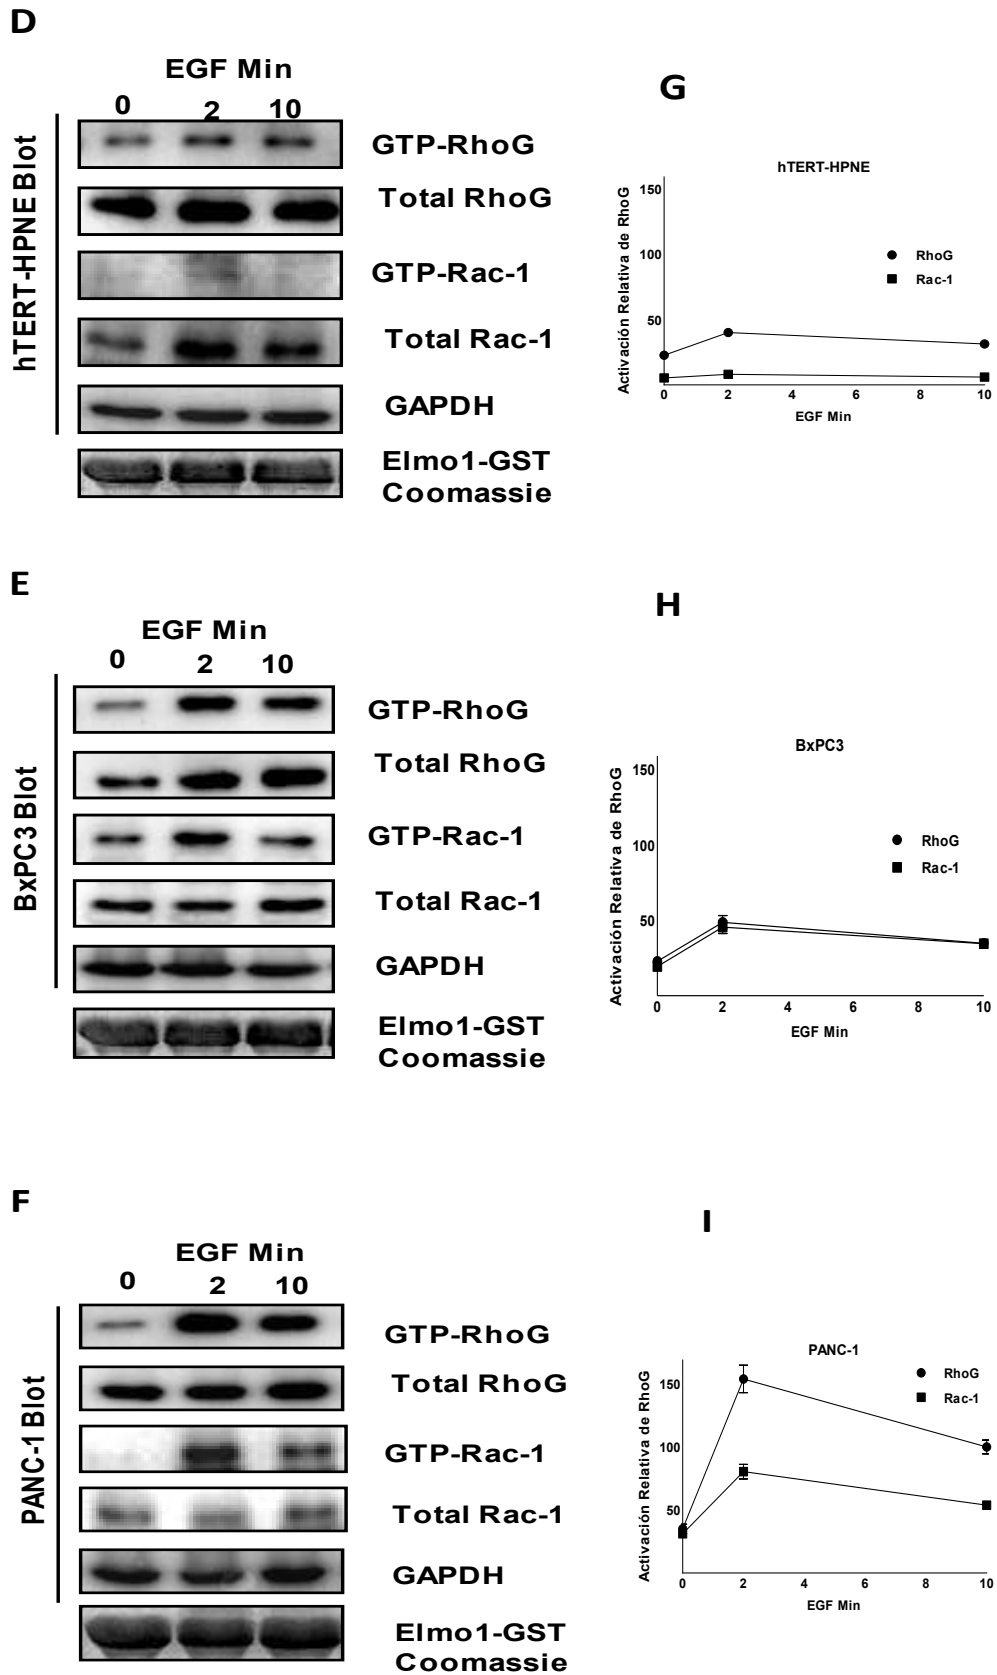 D
EGF Min
0 2 10
hTERT-HPNE Blot
GTP-RhoG
Total RhoG
GTP-Rac-1
Total Rac-1
GAPDH
Elmo1-GST
Coomassie
G
hTERT-HPNE
Activación Relativa de RhoG
150
100
50
RhoG
Rac-1
0 2 4 6 8 10
EGF Min
E
EGF Min
0 2 10
BxPC3 Blot
GTP-RhoG
Total RhoG
GTP-Rac-1
Total Rac-1
GAPDH
Elmo1-GST
Coomassie
H
BxPC3
Activación Relativa de RhoG
150
100
50
RhoG
Rac-1
0 2 4 6 8 10
EGF Min
F
EGF Min
0 2 10
PANC-1 Blot
GTP-RhoG
Total RhoG
GTP-Rac-1
Total Rac-1
GAPDH
Elmo1-GST
Coomassie
I
PANC-1
Activación Relativa de RhoG
150
100
50
RhoG
Rac-1
0 2 4 6 8 10
EGF Min